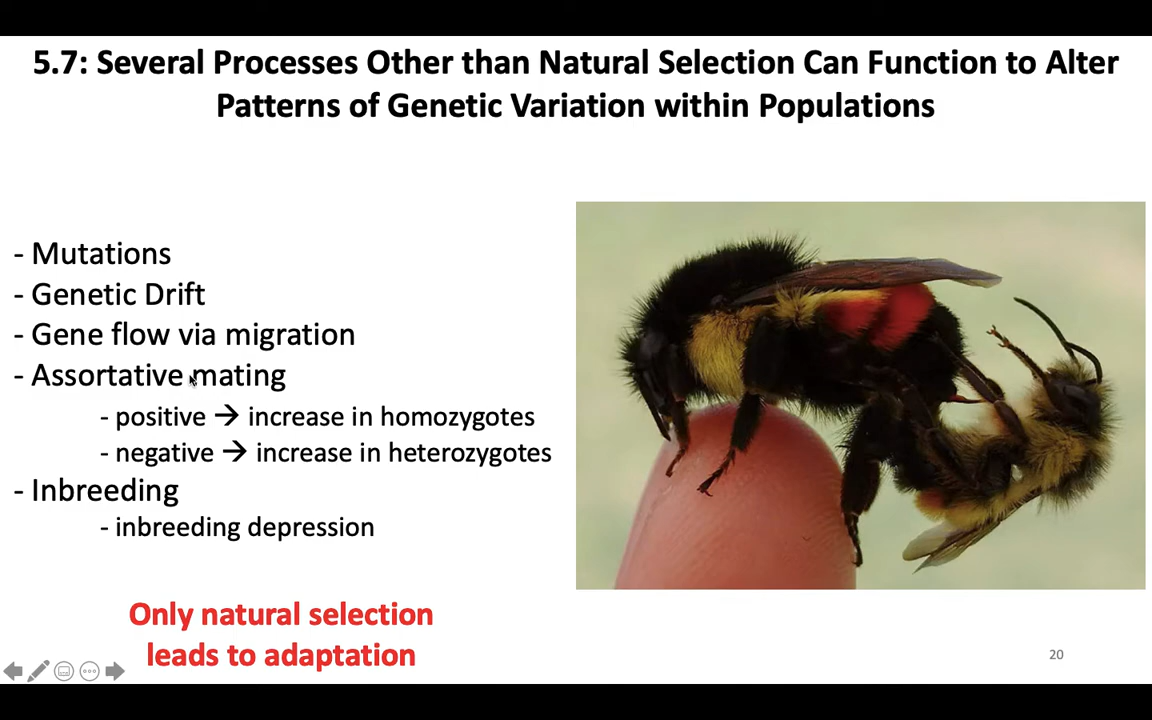 5.7: Several Processes Other than Natural Selection Can Function to Alter
Patterns of Genetic Variation within Populations
- Mutations
- Genetic Drift
- Gene flow via migration
- Assortative mating
- positive → increase in homozygotes
- negative → increase in heterozygotes
- Inbreeding
- inbreeding depression
Only natural selection
leads to adaptation
20